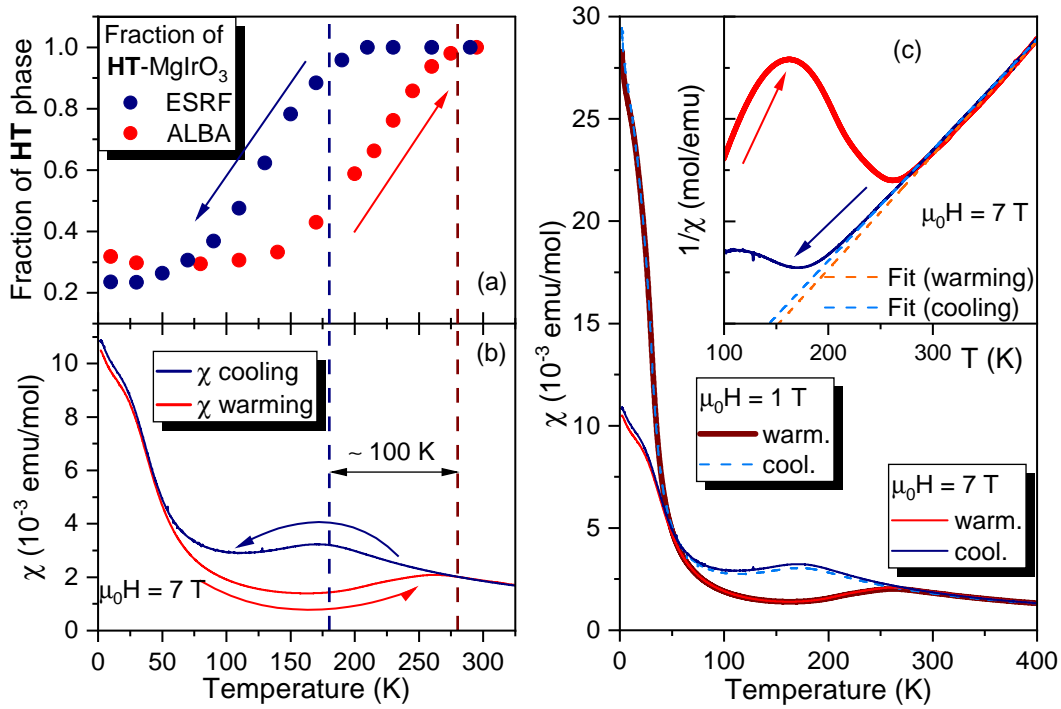 Fraction of HT phase
1.0
0.8
0.6
0.4
0.2
Fraction of
HT-MgIrO₃
ESRF
ALBA
(a)
χ (10⁻³ emu/mol)
10
8
6
4
2
0
(b)
χ cooling
χ warming
~ 100 K
μ₀H = 7 T
0 50 100 150 200 250 300
Temperature (K)
χ (10⁻³ emu/mol)
30
25
20
15
10
5
0
(c)
1/χ (mol/emu)
μ₀H = 7 T
Fit (warming)
Fit (cooling)
100 200 300
T (K)
μ₀H = 1 T
warm.
cool.
μ₀H = 7 T
warm.
cool.
0 100 200 300 400
Temperature (K)